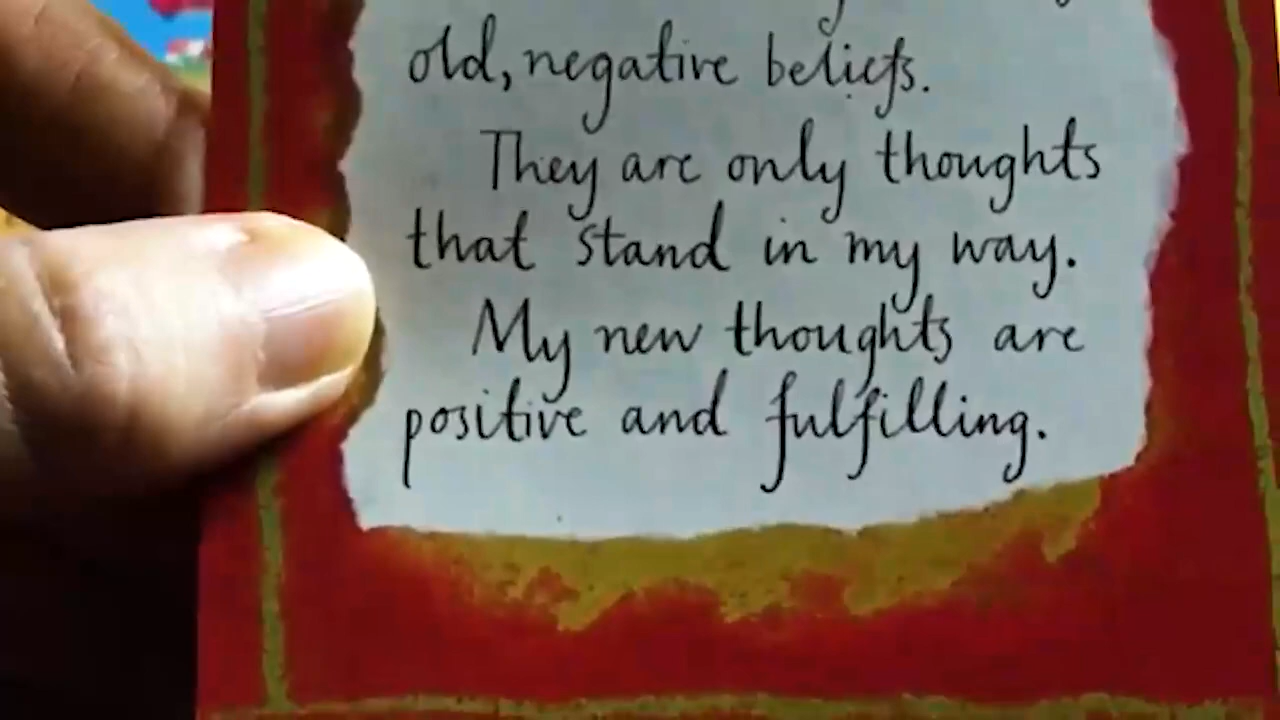 old, negative beliefs.
They are only thoughts
that stand in my way.
My new thoughts are
positive and fulfilling.